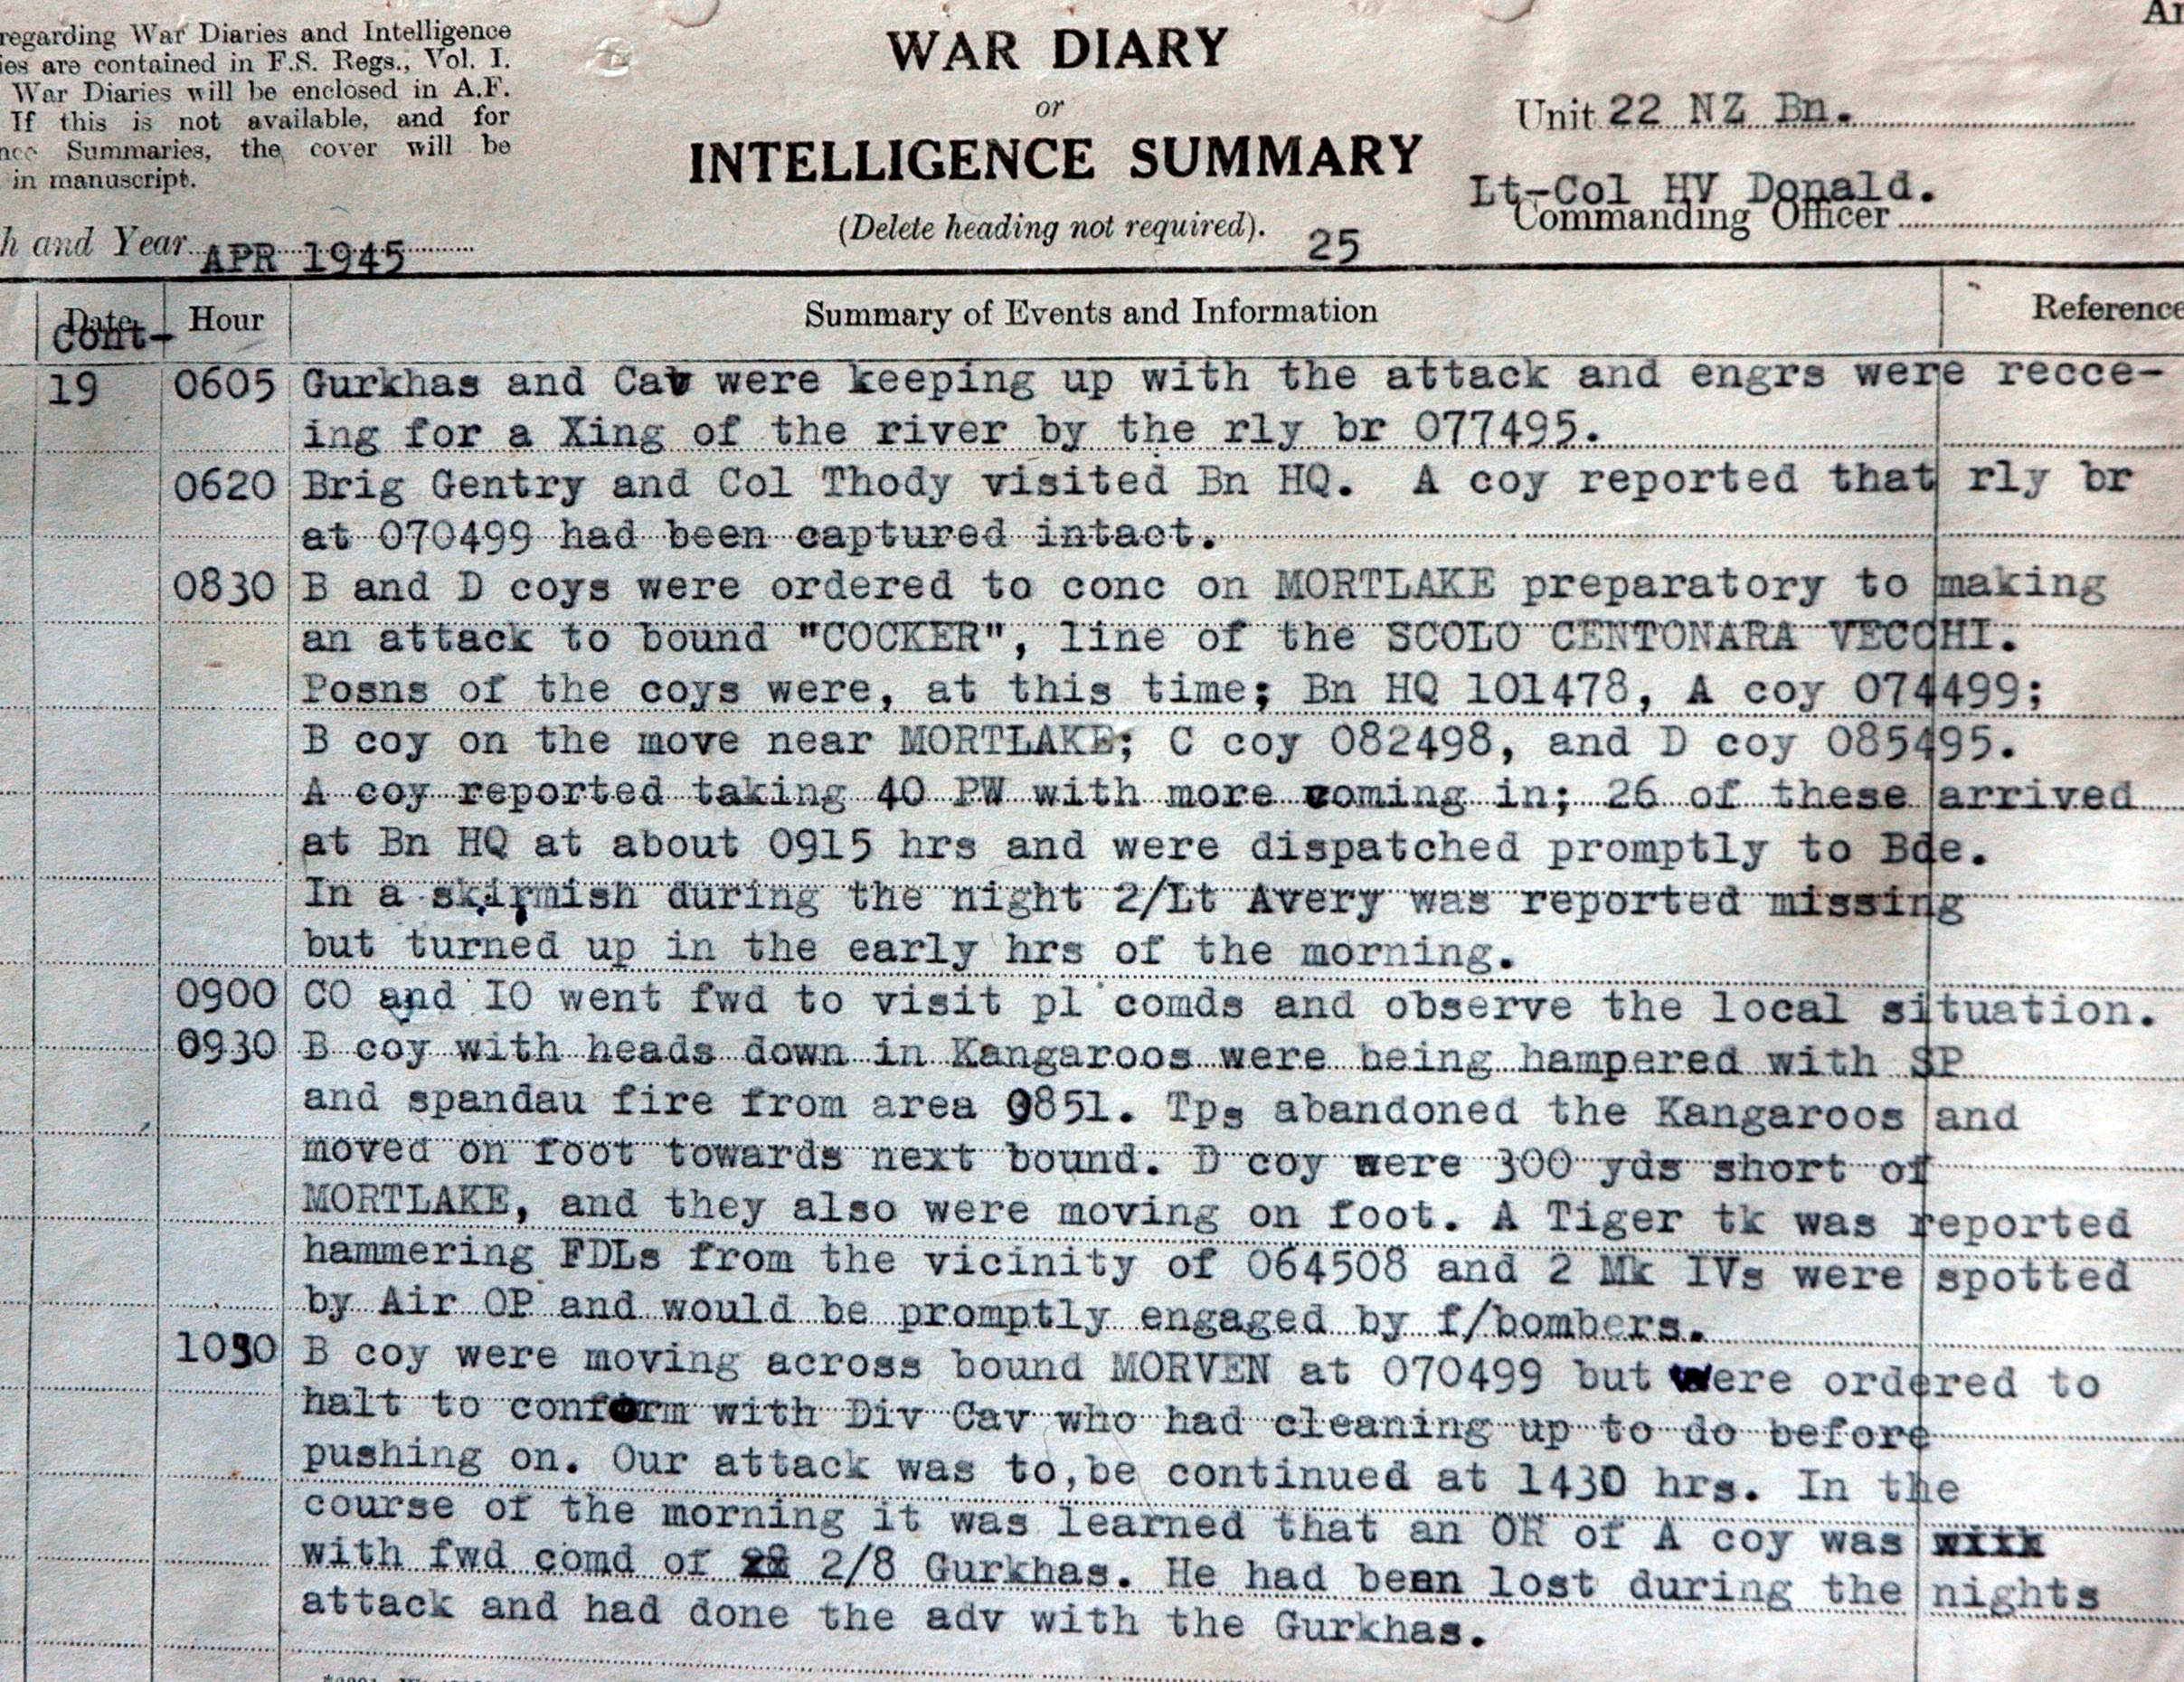 regarding War Diaries and Intelligence
ies are contained in F.S. Regs., Vol. I.
War Diaries will be enclosed in A.F.
If this is not available, and for
Summaries, the cover will be
in manuscript.
WAR DIARY
or
INTELLIGENCE SUMMARY
(Delete heading not required).
25
Unit 22 NZ Bn.
Lt-Col HV Donald.
Commanding Officer
h and Year APR 1945
Date Hour Summary of Events and Information Reference
Cont-
19 0605 Gurkhas and Cav were keeping up with the attack and engrs were recce-
ing for a Xing of the river by the rly br 077495.
0620 Brig Gentry and Col Thody visited Bn HQ. A coy reported that rly br
at 070499 had been captured intact.
0830 B and D coys were ordered to conc on MORTLAKE preparatory to making
an attack to bound "COCKER", line of the SCOLO CENTONARA VECCHI.
Posns of the coys were, at this time; Bn HQ 101478, A coy 074499;
B coy on the move near MORTLAKE; C coy 082498, and D coy 085495.
A coy reported taking 40 PW with more coming in; 26 of these arrived
at Bn HQ at about 0915 hrs and were dispatched promptly to Bde.
In a skirmish during the night 2/Lt Avery was reported missing
but turned up in the early hrs of the morning.
0900 CO and IO went fwd to visit pl comds and observe the local situation.
0930 B coy with heads down in Kangaroos were being hampered with SP
and spandau fire from area 0851. Tps abandoned the Kangaroos and
moved on foot towards next bound. D coy were 300 yds short of
MORTLAKE, and they also were moving on foot. A Tiger tk was reported
hammering FDLs from the vicinity of 064508 and 2 Mk IVs were spotted
by Air OP and would be promptly engaged by f/bombers.
1030 B coy were moving across bound MORVEN at 070499 but were ordered to
halt to conform with Div Cav who had cleaning up to do before
pushing on. Our attack was to,be continued at 1430 hrs. In the
course of the morning it was learned that an OR of A coy was
with fwd comd of 2/8 Gurkhas. He had been lost during the nights
attack and had done the adv with the Gurkhas.